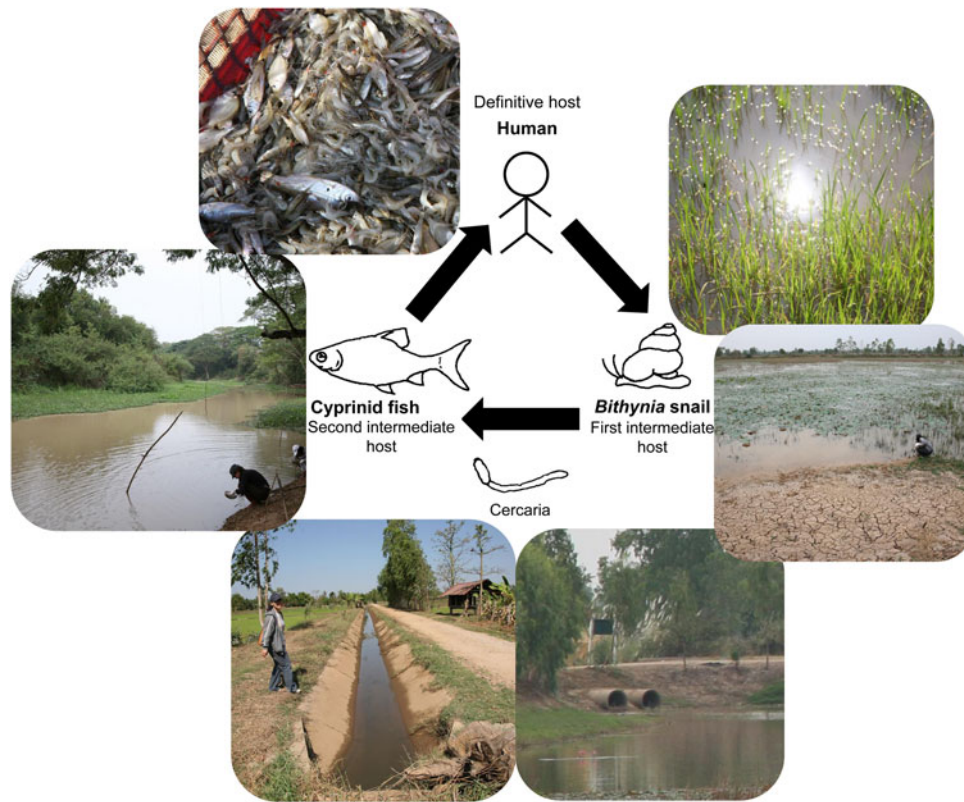 Definitive host
Human
Cyprinid fish
Second intermediate
host
Bithynia snail
First intermediate
host
Cercaria